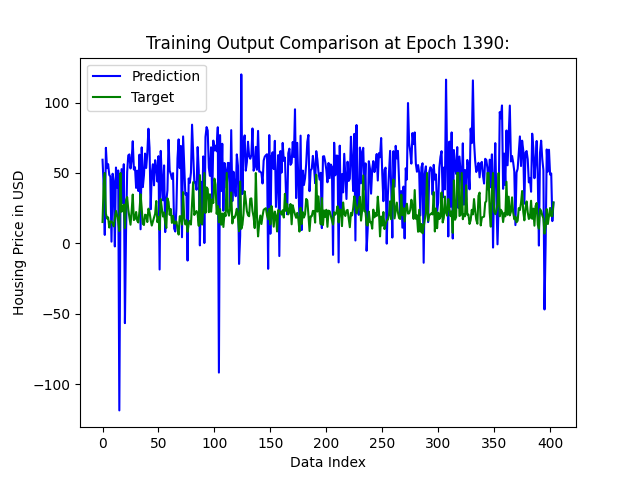 Training Output Comparison at Epoch 1390:
Prediction
Target
100
50
0
−50
−100
Housing Price in USD
0 50 100 150 200 250 300 350 400
Data Index